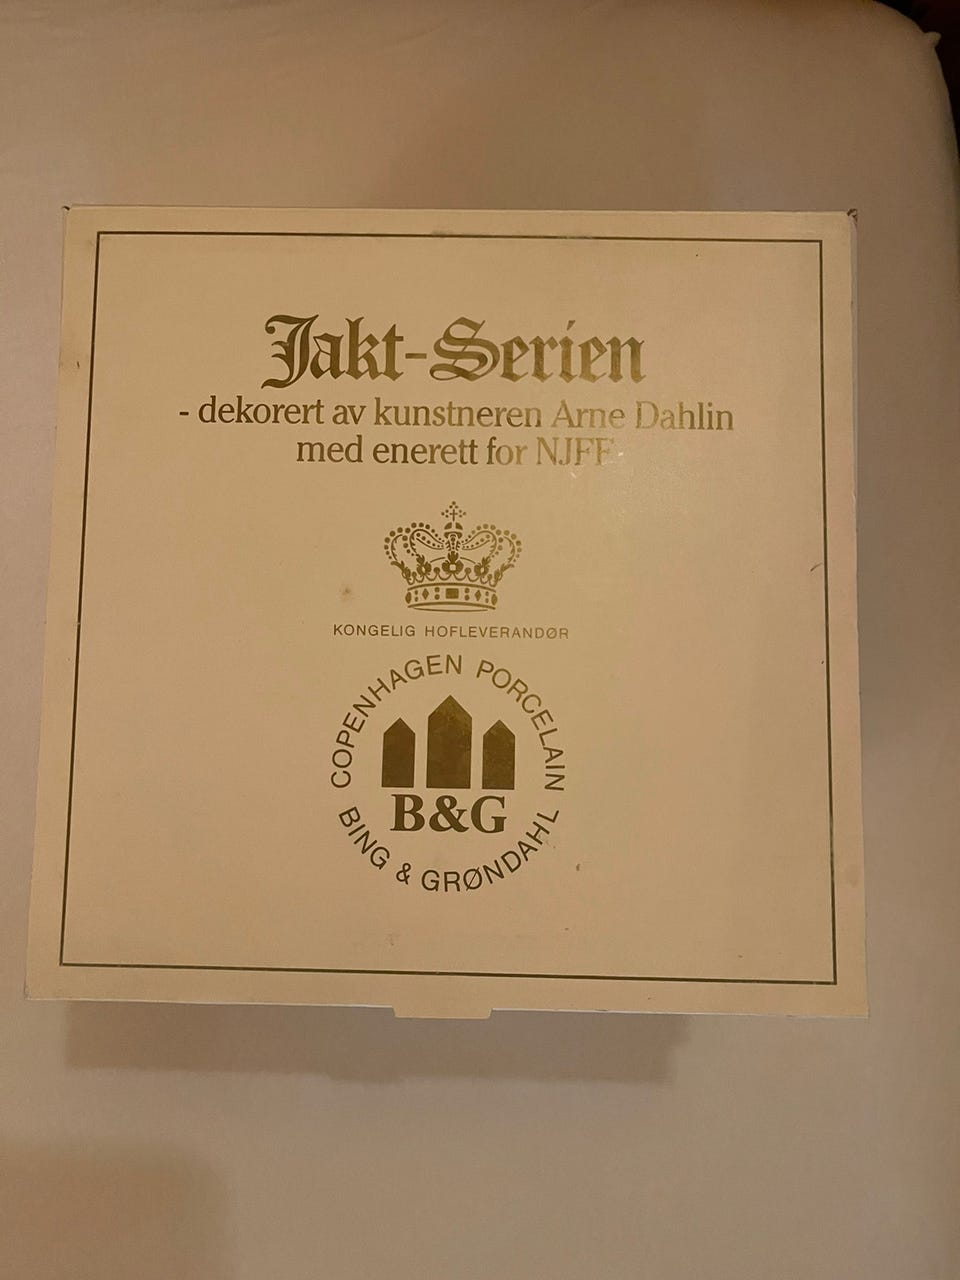 Jakt-Serien
- dekorert av kunstneren Arne Dahlin
med enerett for NJFF
KONGELIG HOFLEVERANDØR
COPENHAGEN PORCELAIN
B&G
BING & GRØNDAHL